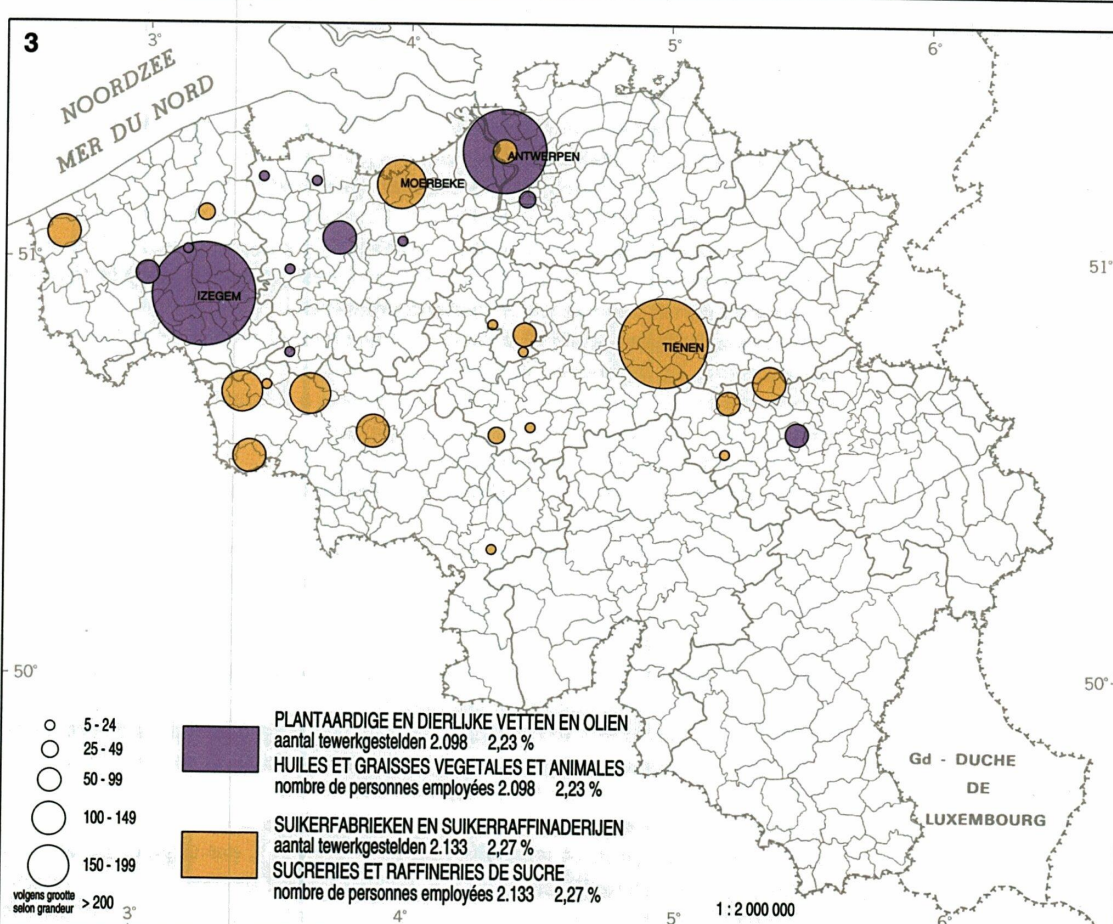 3
3°
4°
5°
6°
NOORDZEE
MER DU NORD
ANTWERPEN
MOERBEKE
51°
51°
IZEGEM
TIENEN
50°
50°
5 - 24
25 - 49
50 - 99
100 - 149
150 - 199
volgens grootte
selon grandeur > 200
PLANTAARDIGE EN DIERLIJKE VETTEN EN OLIEN
aantal tewerkgestelden 2.098 2,23 %
HUILES ET GRAISSES VEGETALES ET ANIMALES
nombre de personnes employées 2.098 2,23 %
SUIKERFABRIEKEN EN SUIKERRAFFINADERIJEN
aantal tewerkgestelden 2.133 2,27 %
SUCRERIES ET RAFFINERIES DE SUCRE
nombre de personnes employées 2.133 2,27 %
Gd - DUCHE
DE
LUXEMBOURG
3°
4°
5°
6°
1 : 2 000 000